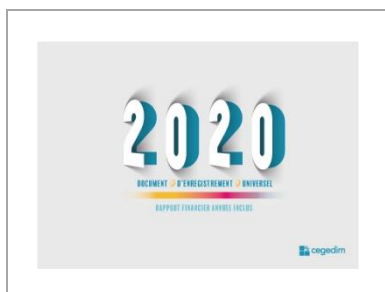 2020
DOCUMENT D'ENREGISTREMENT UNIVERSEL
RAPPORT FINANCIER ANNUEL INCLUS
cegedim